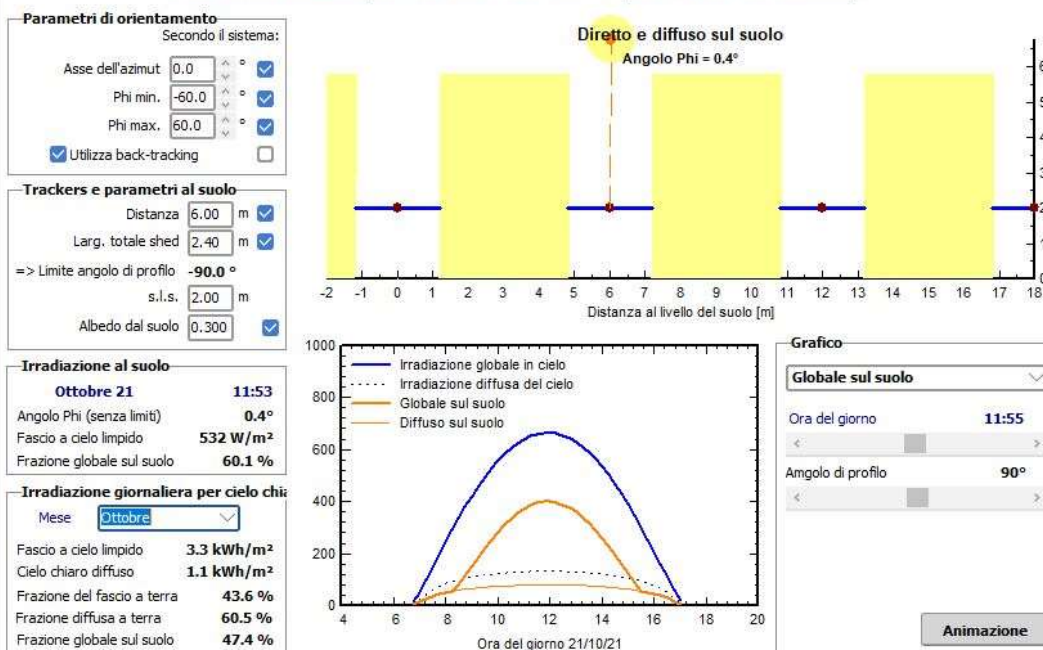 Parametri di orientamento
Secondo il sistema:
Asse dell'azimut 0.0 °
Phi min. -60.0 °
Phi max. 60.0 °
Utilizza back-tracking
Trackers e parametri al suolo
Distanza 6.00 m
Larg. totale shed 2.40 m
=> Limite angolo di profilo -90.0 °
s.l.s. 2.00 m
Albedo dal suolo 0.300
Irradiazione al suolo
Ottobre 21 11:53
Angolo Phi (senza limiti) 0.4°
Fascio a cielo limpido 532 W/m²
Frazione globale sul suolo 60.1 %
Irradiazione giornaliera per cielo chia
Mese Ottobre
Fascio a cielo limpido 3.3 kWh/m²
Cielo chiaro diffuso 1.1 kWh/m²
Frazione del fascio a terra 43.6 %
Frazione diffusa a terra 60.5 %
Frazione globale sul suolo 47.4 %
Diretto e diffuso sul suolo
Angolo Phi = 0.4°
-2 -1 0 1 2 3 4 5 6 7 8 9 10 11 12 13 14 15 16 17 18
Distanza al livello del suolo [m]
6
5
4
3
2
1
0
1000
800
600
400
200
0
Irradiazione globale in cielo
Irradiazione diffusa del cielo
Globale sul suolo
Diffuso sul suolo
4 6 8 10 12 14 16 18 20
Ora del giorno 21/10/21
Grafico
Globale sul suolo
Ora del giorno 11:55
Amgolo di profilo 90°
Animazione